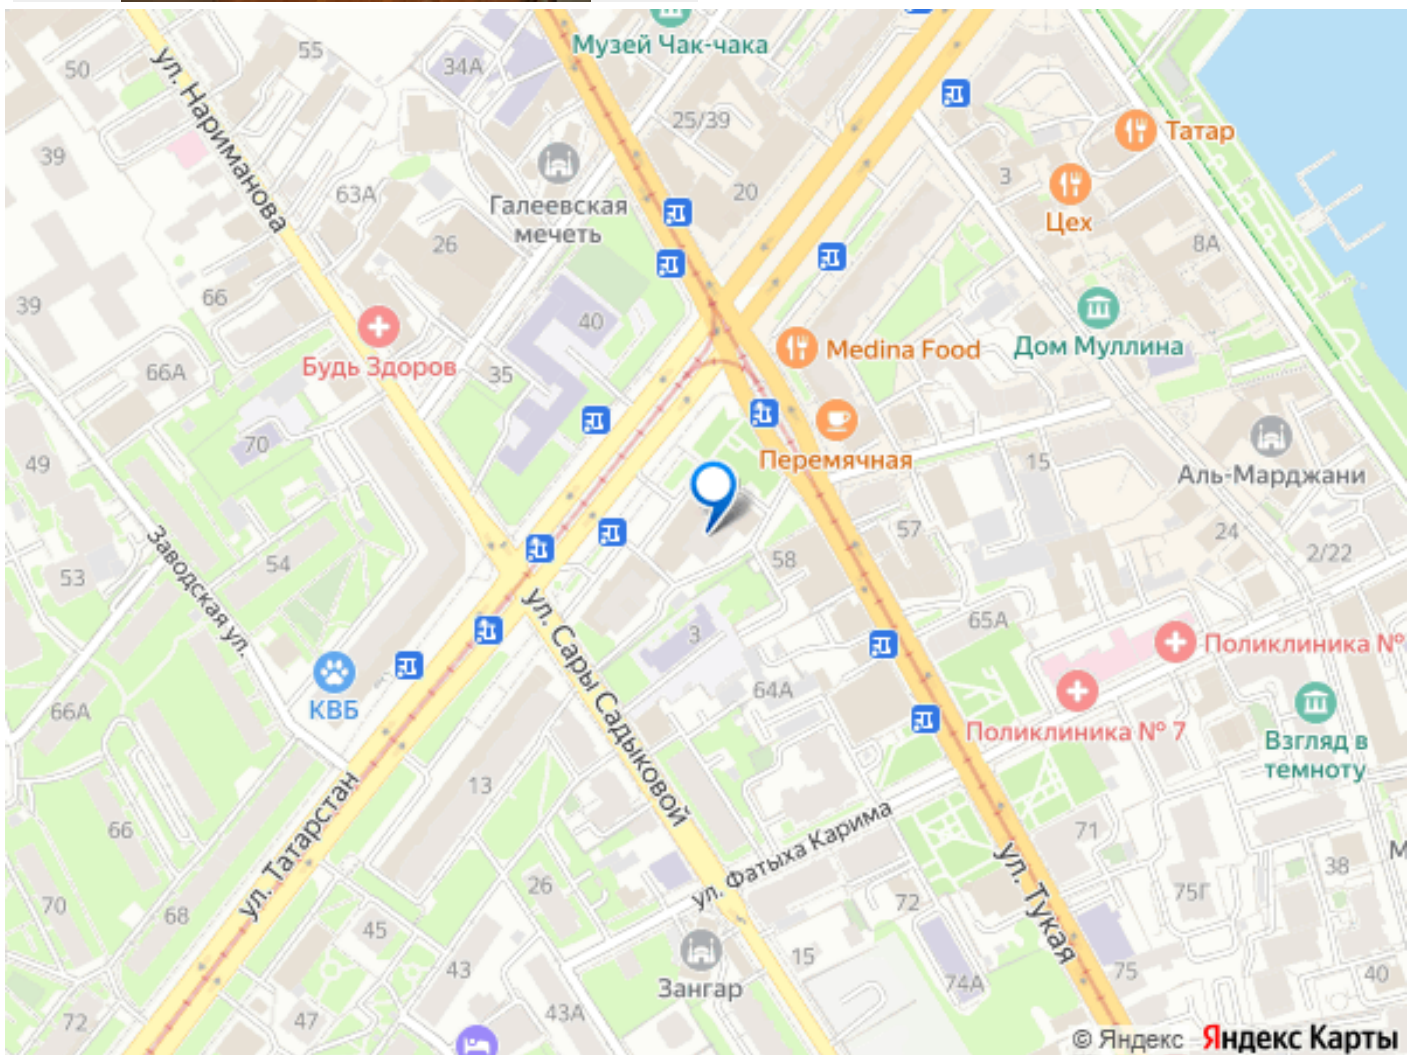 Музей Чак-чака
55
50
34А
ул. Нариманова
25/39
Татар
39
3
63А
20
Галеевская
мечеть
Цех
26
8А
66
39
40
Будь Здоров
Medina Food
Дом Муллина
66А
35
70
49
Перемячная
15
Аль-Марджани
57
24
2/22
54
58
53
Заводская ул.
ул. Сары Садыковой
3
65А
Поликлиника №
64А
КВБ
66А
Поликлиника № 7
Взгляд в
темноту
13
ул. Татарстан
66
ул. Фатыха Карима
71
ул. Тукая
38
М
26
75Г
70
68
72
45
15
43
Зангар
74А
75
40
43А
72
47
© Яндекс Яндекс Карты